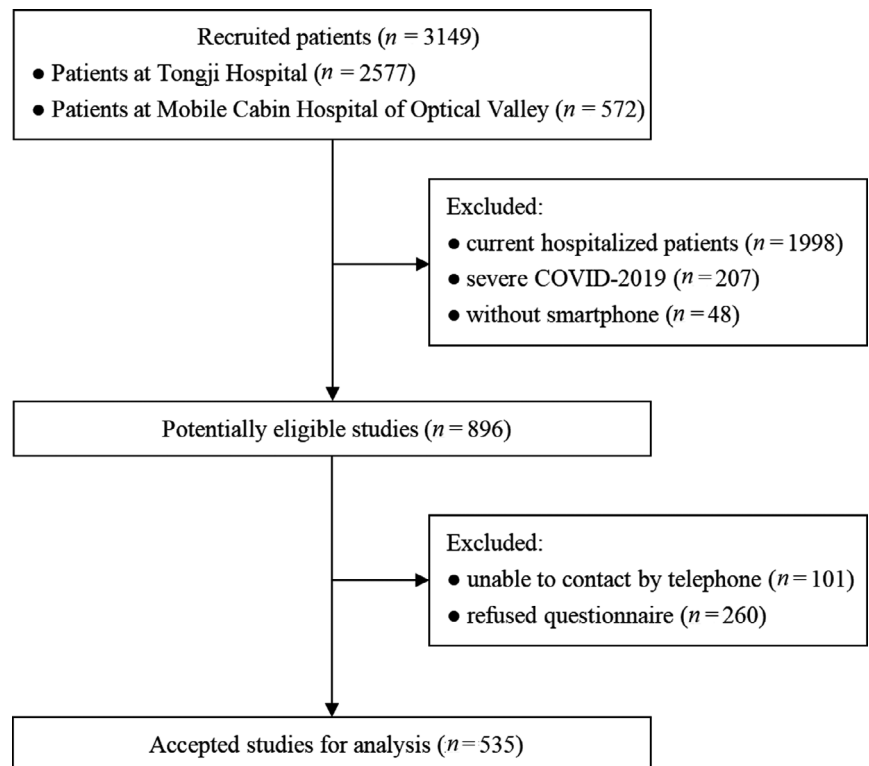 Recruited patients (n = 3149)
● Patients at Tongji Hospital (n = 2577)
● Patients at Mobile Cabin Hospital of Optical Valley (n = 572)
Excluded:
● current hospitalized patients (n = 1998)
● severe COVID-2019 (n = 207)
● without smartphone (n = 48)
Potentially eligible studies (n = 896)
Excluded:
● unable to contact by telephone (n = 101)
● refused questionnaire (n = 260)
Accepted studies for analysis (n = 535)